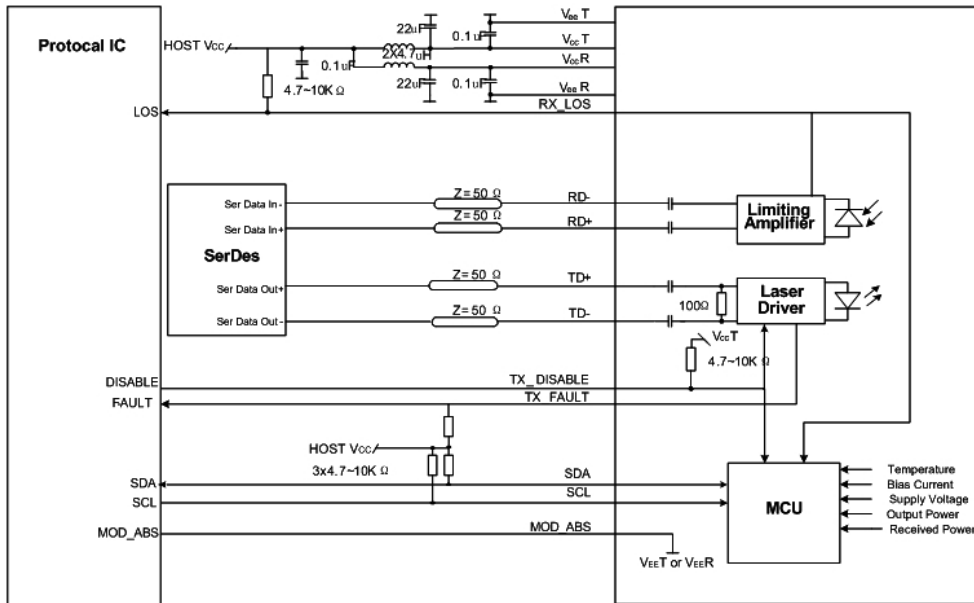 Protocal IC
HOST Vcc
22uF
0.1uF
Vee T
Vcc T
2X4.7uH
0.1uF
Vcc R
22uF
0.1uF
Vee R
4.7~10K Ω
LOS
RX_LOS
Z= 50 Ω
RD-
Ser Data In-
Z= 50 Ω
RD+
Ser Data In+
Limiting
Amplifier
SerDes
Z= 50 Ω
TD+
Ser Data Out+
Z= 50 Ω
TD-
Ser Data Out-
100Ω
Laser
Driver
VccT
4.7~10K Ω
DISABLE
TX_DISABLE
FAULT
TX_FAULT
HOST Vcc
3x4.7~10K Ω
SDA
SDA
SCL
SCL
MCU
Temperature
Bias Current
Supply Voltage
Output Power
Received Power
MOD_ABS
MOD_ABS
VEET or VEER